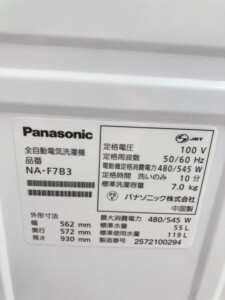 Panasonic
全自動電気洗濯機
品番
NA-F7B3
外形寸法
幅 562 mm
奥行 572 mm
高さ 930 mm
JET
定格電圧 100 V
定格周波数 50/60 Hz
電動機定格消費電力 480/545 W
定格時間 洗いのみ 10 分
標準洗濯容量 7.0 kg
パナソニック株式会社
中国製
最大消費電力 480/545 W
標準水量 55 L
標準使用水量 119 L
製造番号 2572100294